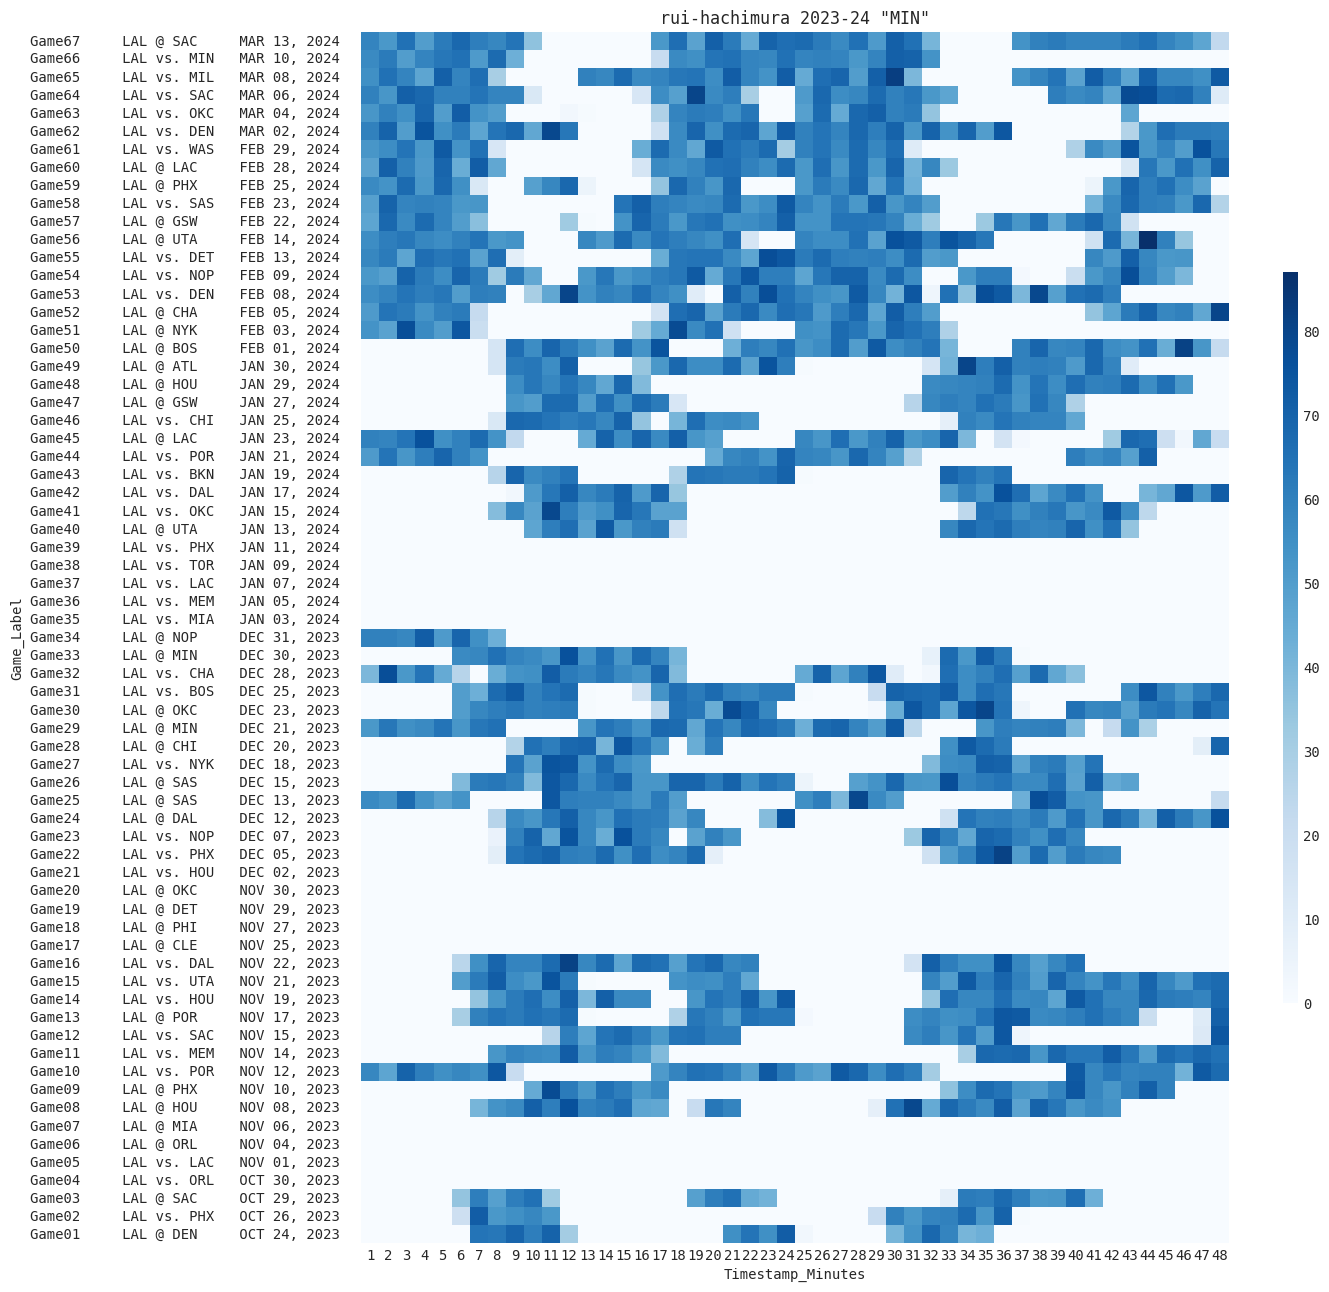 rui-hachimura 2023-24 "MIN"
Game67 LAL @ SAC MAR 13, 2024
Game66 LAL vs. MIN MAR 10, 2024
Game65 LAL vs. MIL MAR 08, 2024
Game64 LAL vs. SAC MAR 06, 2024
Game63 LAL vs. OKC MAR 04, 2024
Game62 LAL vs. DEN MAR 02, 2024
Game61 LAL vs. WAS FEB 29, 2024
Game60 LAL @ LAC FEB 28, 2024
Game59 LAL @ PHX FEB 25, 2024
Game58 LAL vs. SAS FEB 23, 2024
Game57 LAL @ GSW FEB 22, 2024
Game56 LAL @ UTA FEB 14, 2024
Game55 LAL vs. DET FEB 13, 2024
Game54 LAL vs. NOP FEB 09, 2024
Game53 LAL vs. DEN FEB 08, 2024
Game52 LAL @ CHA FEB 05, 2024
Game51 LAL @ NYK FEB 03, 2024
Game50 LAL @ BOS FEB 01, 2024
Game49 LAL @ ATL JAN 30, 2024
Game48 LAL @ HOU JAN 29, 2024
Game47 LAL @ GSW JAN 27, 2024
Game46 LAL vs. CHI JAN 25, 2024
Game45 LAL @ LAC JAN 23, 2024
Game44 LAL vs. POR JAN 21, 2024
Game43 LAL vs. BKN JAN 19, 2024
Game42 LAL vs. DAL JAN 17, 2024
Game41 LAL vs. OKC JAN 15, 2024
Game40 LAL @ UTA JAN 13, 2024
Game39 LAL vs. PHX JAN 11, 2024
Game38 LAL vs. TOR JAN 09, 2024
Game37 LAL vs. LAC JAN 07, 2024
Game36 LAL vs. MEM JAN 05, 2024
Game35 LAL vs. MIA JAN 03, 2024
Game34 LAL @ NOP DEC 31, 2023
Game33 LAL @ MIN DEC 30, 2023
Game32 LAL vs. CHA DEC 28, 2023
Game31 LAL vs. BOS DEC 25, 2023
Game30 LAL @ OKC DEC 23, 2023
Game29 LAL @ MIN DEC 21, 2023
Game28 LAL @ CHI DEC 20, 2023
Game27 LAL vs. NYK DEC 18, 2023
Game26 LAL @ SAS DEC 15, 2023
Game25 LAL @ SAS DEC 13, 2023
Game24 LAL @ DAL DEC 12, 2023
Game23 LAL vs. NOP DEC 07, 2023
Game22 LAL vs. PHX DEC 05, 2023
Game21 LAL vs. HOU DEC 02, 2023
Game20 LAL @ OKC NOV 30, 2023
Game19 LAL @ DET NOV 29, 2023
Game18 LAL @ PHI NOV 27, 2023
Game17 LAL @ CLE NOV 25, 2023
Game16 LAL vs. DAL NOV 22, 2023
Game15 LAL vs. UTA NOV 21, 2023
Game14 LAL vs. HOU NOV 19, 2023
Game13 LAL @ POR NOV 17, 2023
Game12 LAL vs. SAC NOV 15, 2023
Game11 LAL vs. MEM NOV 14, 2023
Game10 LAL vs. POR NOV 12, 2023
Game09 LAL @ PHX NOV 10, 2023
Game08 LAL @ HOU NOV 08, 2023
Game07 LAL @ MIA NOV 06, 2023
Game06 LAL @ ORL NOV 04, 2023
Game05 LAL vs. LAC NOV 01, 2023
Game04 LAL vs. ORL OCT 30, 2023
Game03 LAL @ SAC OCT 29, 2023
Game02 LAL vs. PHX OCT 26, 2023
Game01 LAL @ DEN OCT 24, 2023
Game_Label
1 2 3 4 5 6 7 8 9 10 11 12 13 14 15 16 17 18 19 20 21 22 23 24 25 26 27 28 29 30 31 32 33 34 35 36 37 38 39 40 41 42 43 44 45 46 47 48
Timestamp_Minutes
80
70
60
50
40
30
20
10
0